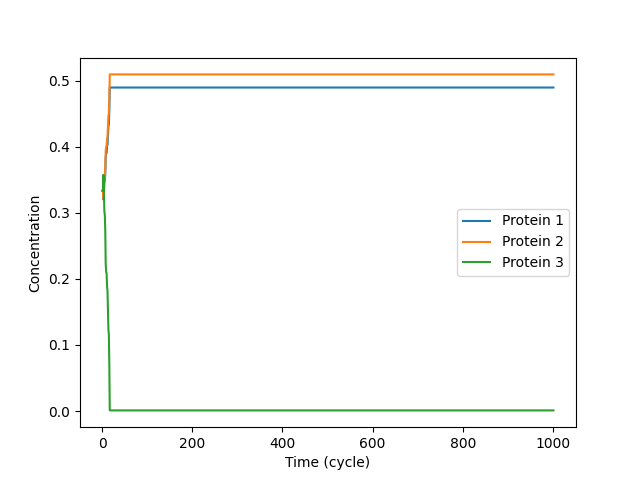 0.5
0.4
0.3
0.2
0.1
0.0
Concentration
Protein 1
Protein 2
Protein 3
0 200 400 600 800 1000
Time (cycle)